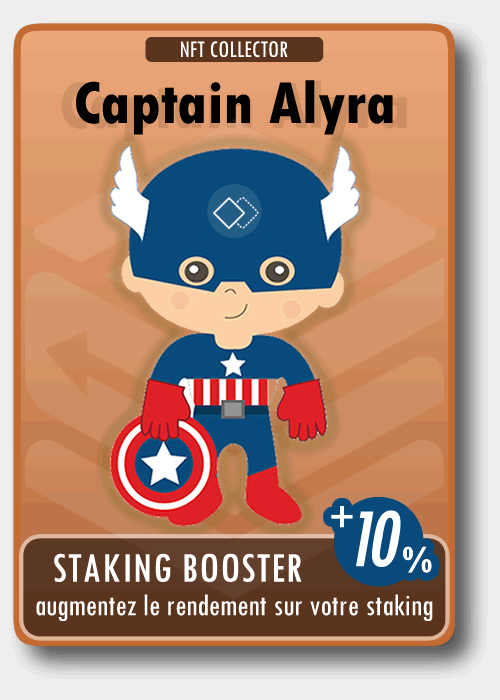 NFT COLLECTOR
Captain Alyra
+10%
STAKING BOOSTER
augmentez le rendement sur votre staking